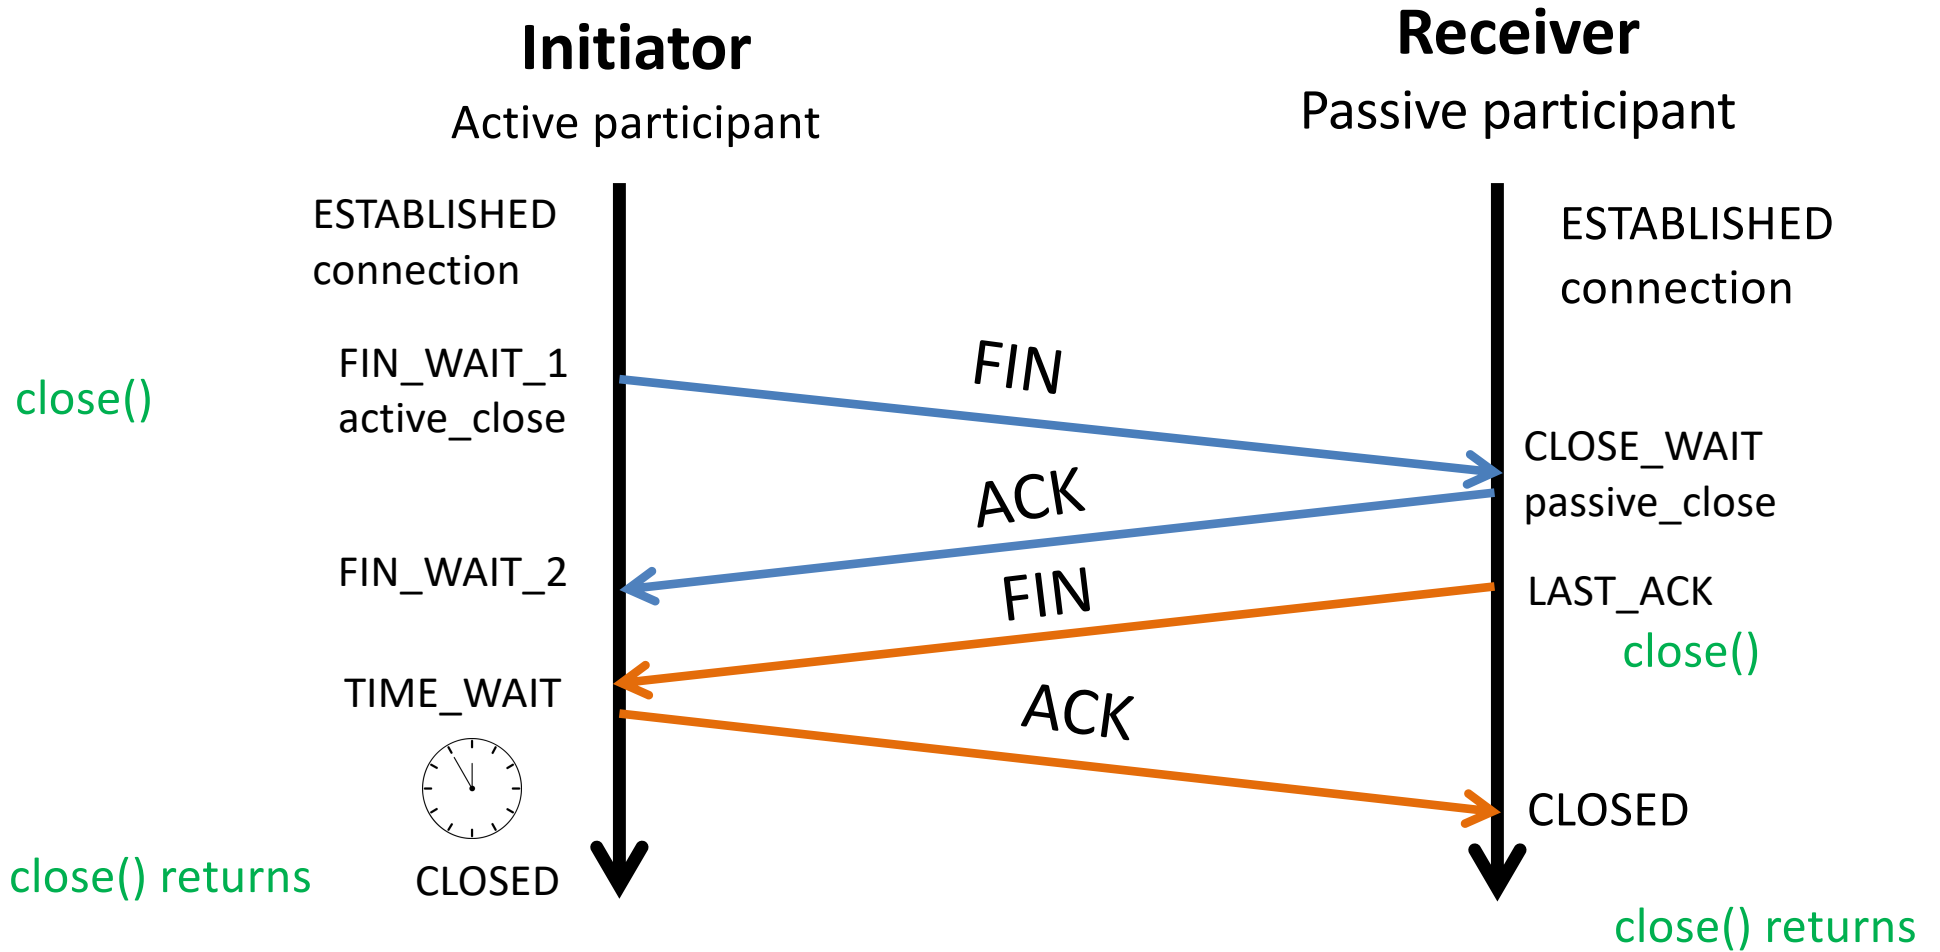 Initiator
Active participant
Receiver
Passive participant
ESTABLISHED
connection
ESTABLISHED
connection
close()
FIN_WAIT_1
active_close
FIN
CLOSE_WAIT
passive_close
ACK
FIN_WAIT_2
FIN
LAST_ACK
close()
TIME_WAIT
ACK
CLOSED
close() returns
CLOSED
close() returns